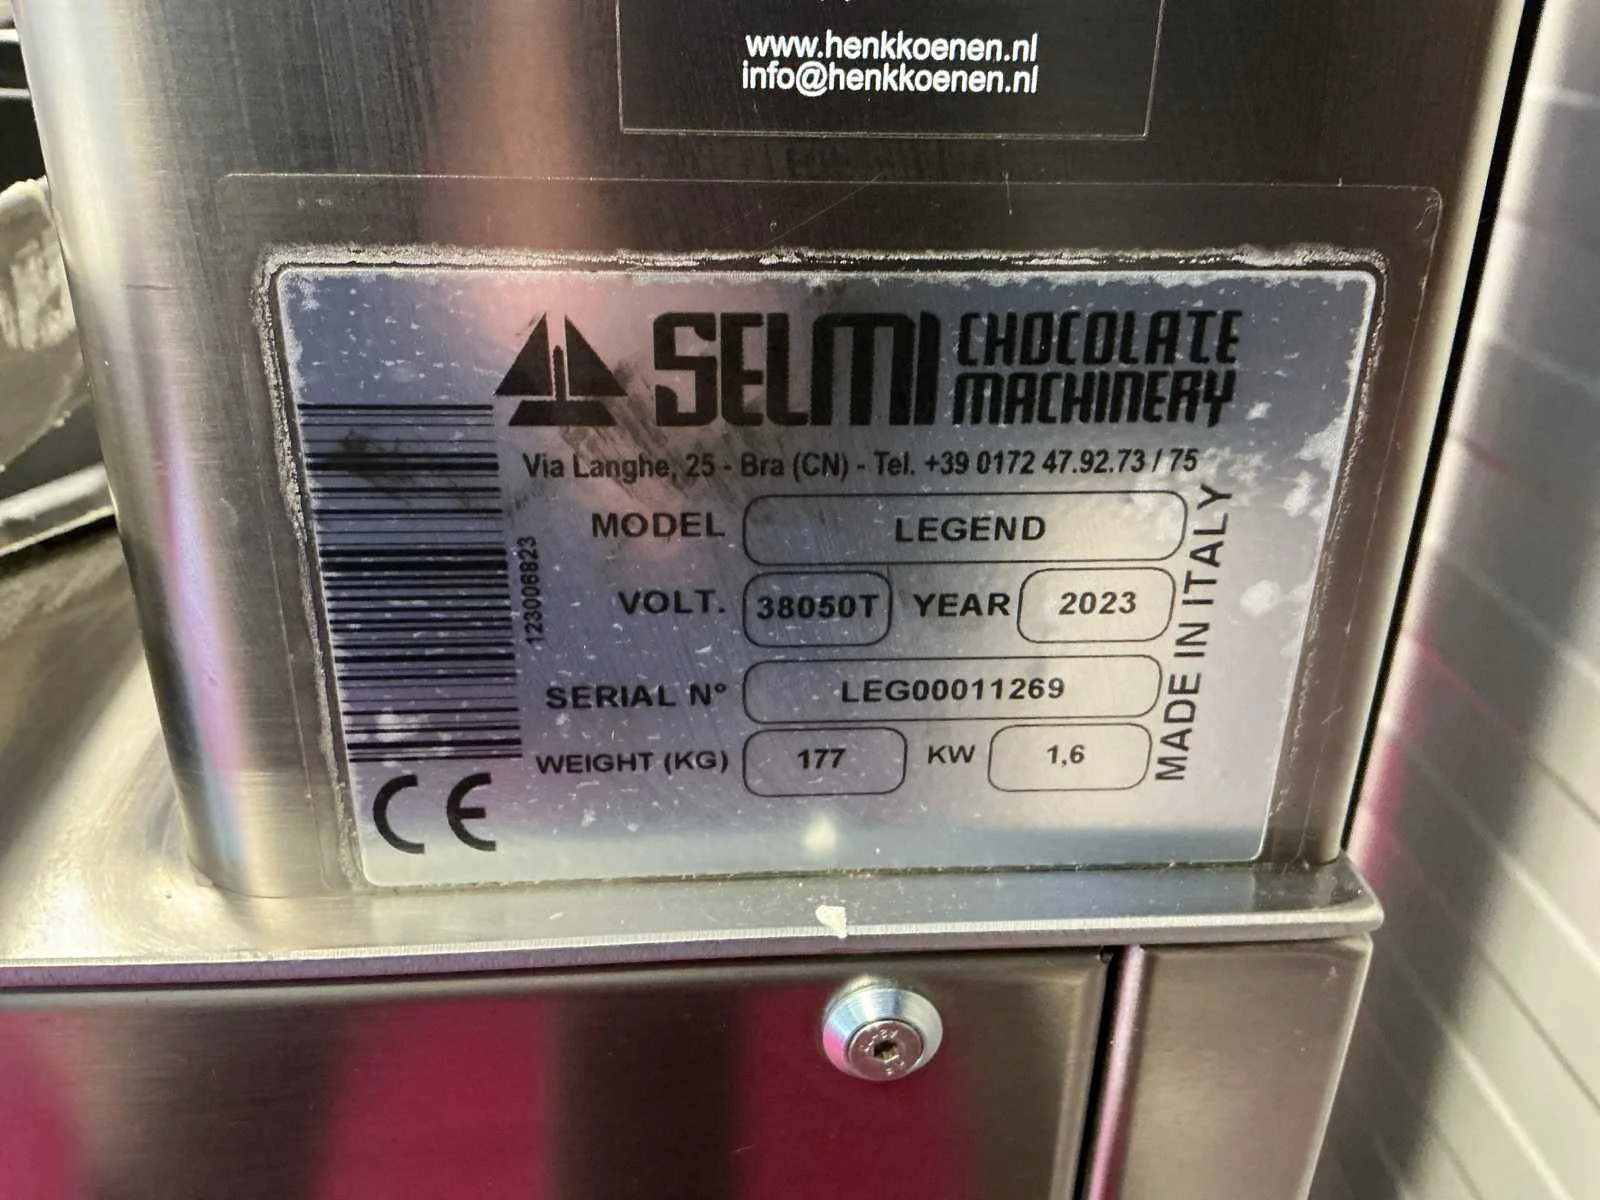 www.henkkoenen.nl
info@henkkoenen.nl
SELMI CHOCOLATE
MACHINERY
Via Langhe, 25 - Bra (CN) - Tel. +39 0172 47.92.73 / 75
MODEL LEGEND
VOLT. 38050T YEAR 2023
SERIAL N° LEG00011269
WEIGHT (KG) 177 KW 1,6
MADE IN ITALY
123006823
CE